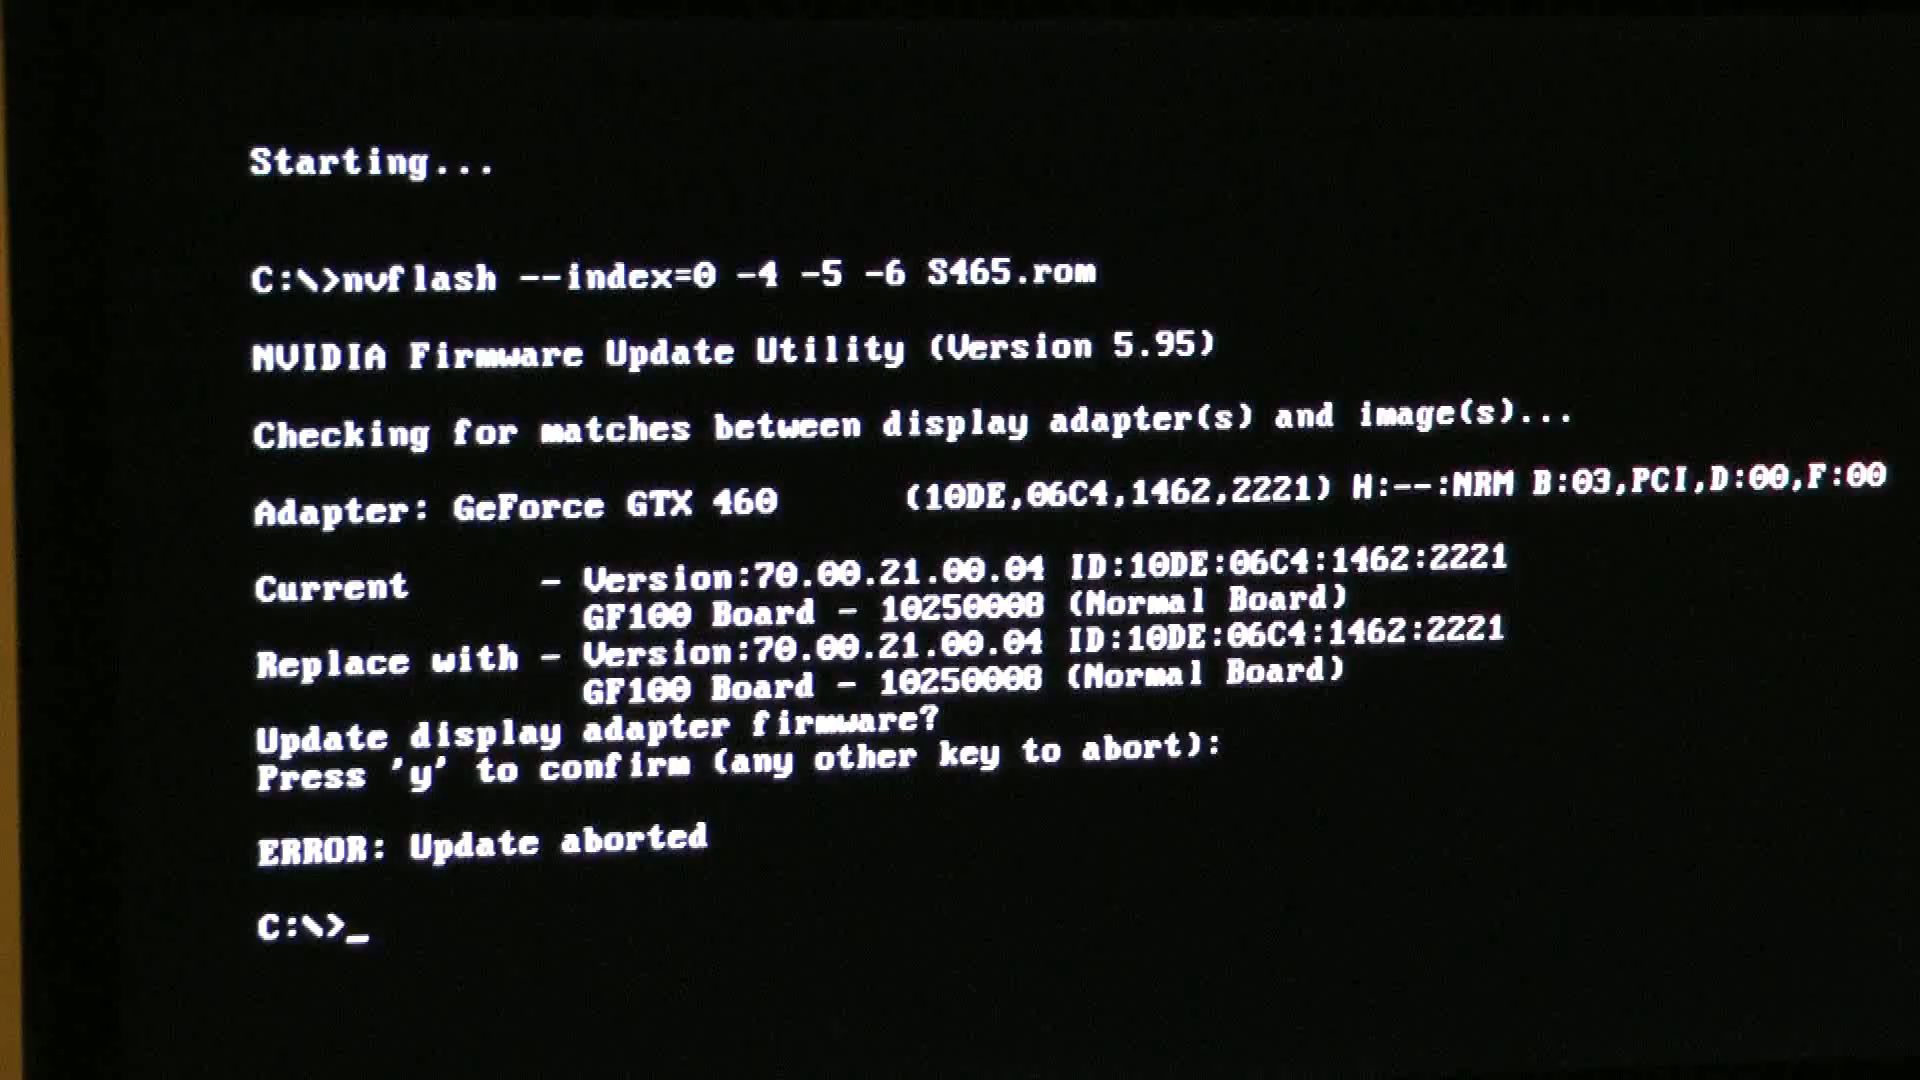 Starting...
C:\>nvflash --index=0 -4 -5 -6 S465.rom
NVIDIA Firmware Update Utility (Version 5.95)
Checking for matches between display adapter(s) and image(s)...
Adapter: GeForce GTX 460 (10DE,06C4,1462,2221) H:--:NRM B:03,PCI,D:00,F:00
Current - Version:70.00.21.00.04 ID:10DE:06C4:1462:2221
GF100 Board - 10250008 (Normal Board)
Replace with - Version:70.00.21.00.04 ID:10DE:06C4:1462:2221
GF100 Board - 10250008 (Normal Board)
Update display adapter firmware?
Press 'y' to confirm (any other key to abort):
ERROR: Update aborted
C:\>_